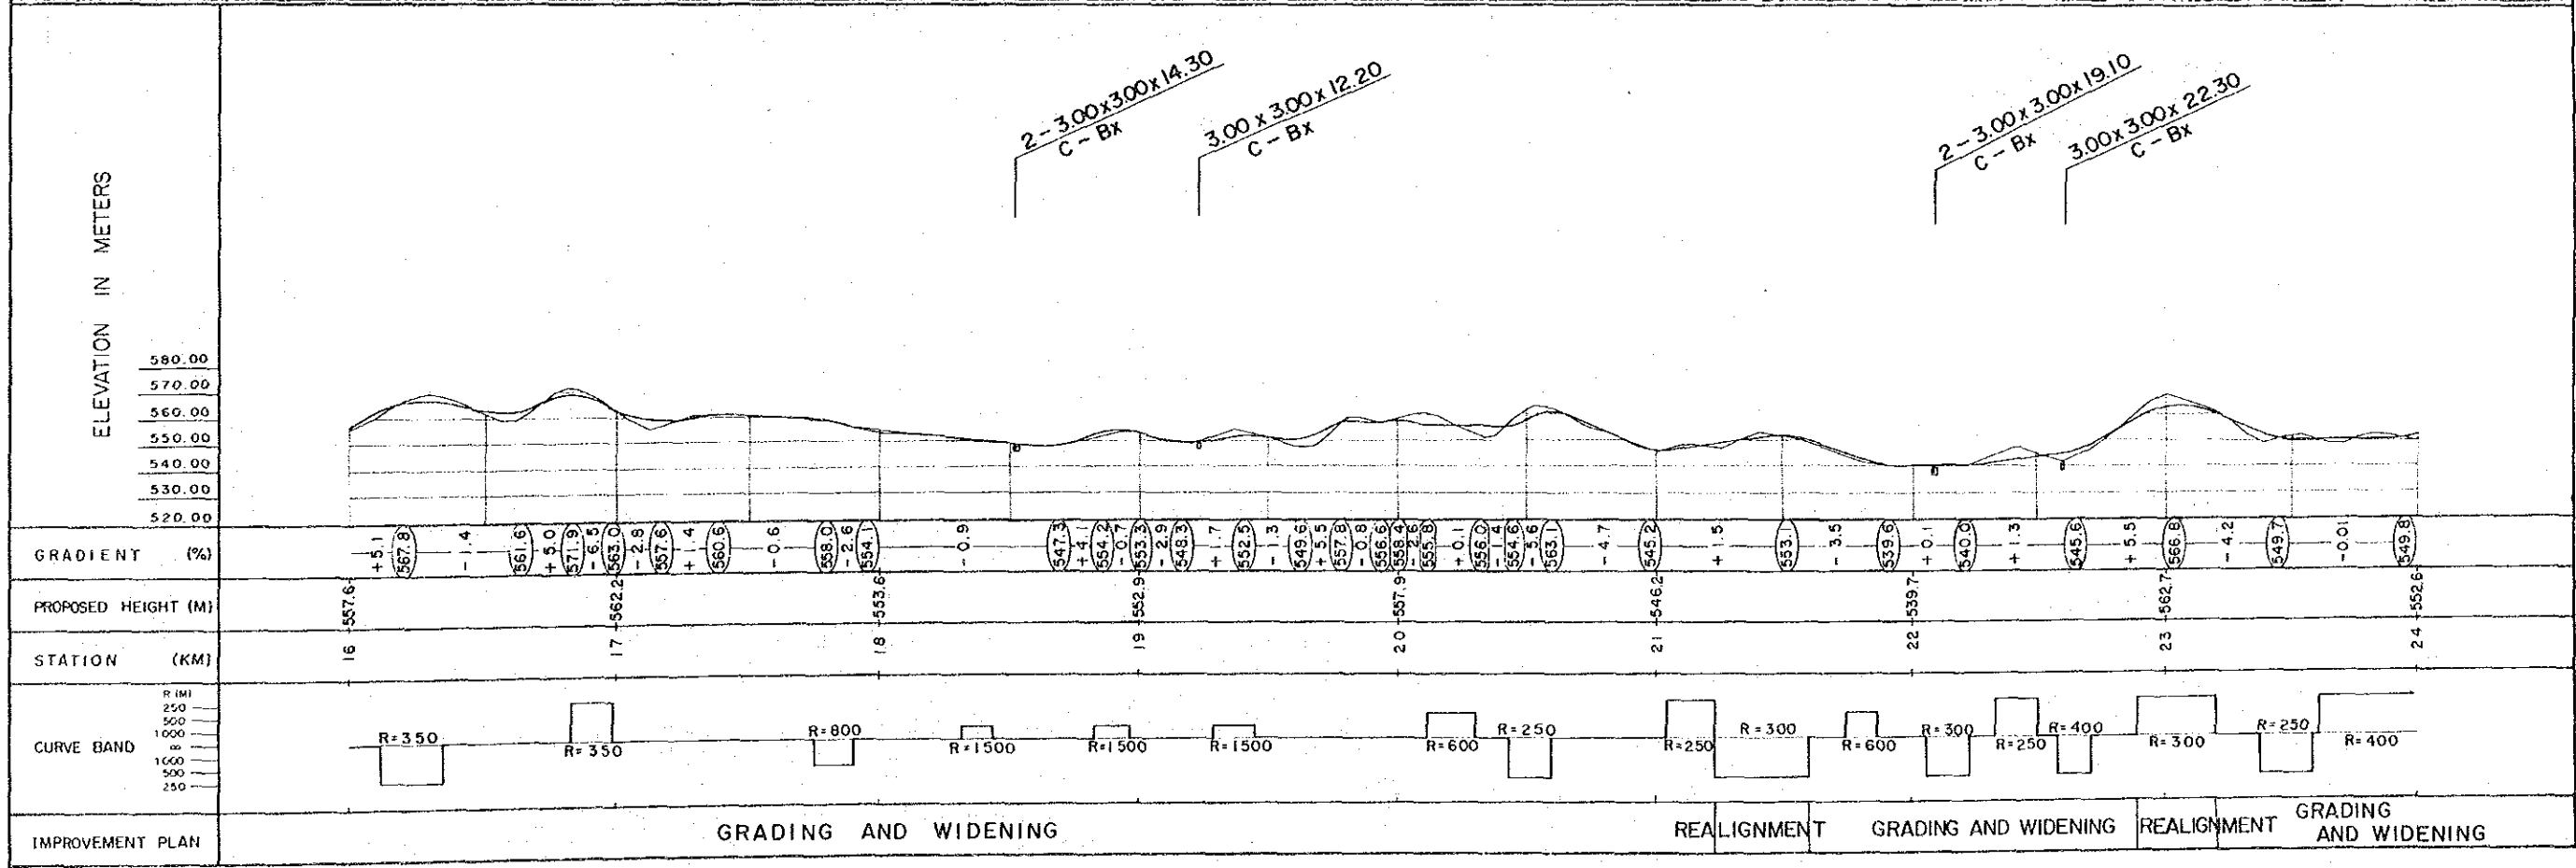 2 – 3.00x3.00x14.30
C – Bx
3.00 x 3.00 x 12.20
C – Bx
2 – 3.00 x 3.00 x 19.10
C – Bx
3.00 x 3.00 x 22.30
C – Bx
ELEVATION IN METERS
580.00
570.00
560.00
550.00
540.00
530.00
520.00
GRADIENT (%)
+5.1 567.8 -1.4 561.6 +5.0 571.9 -6.5 563.0 -2.8 557.6 +1.4 560.6 -0.6 558.0 -2.6 554.1 -0.9 547.3 +4.1 554.2 -0.7 553.3 -2.9 548.3 +1.7 552.5 -1.3 549.6 +5.5 557.8 -0.8 556.6 558.4 -2.6 555.8 +0.1 556.0 -1.4 554.6 -5.6 563.1 -4.7 545.2 +1.5 553.1 -3.5 539.6 +0.1 540.0 +1.3 545.6 +5.5 566.8 -4.2 549.7 -0.01 549.8
PROPOSED HEIGHT (M)
557.6 562.2 553.6 552.9 557.9 546.2 539.7 562.7 552.6
STATION (KM)
16 17 18 19 20 21 22 23 24
CURVE BAND
R (M)
250
500
1000
∞
1000
500
250
R=350 R=350 R=800 R=1500 R=1500 R=1500 R=600 R=250 R=250 R=300 R=600 R=300 R=250 R=400 R=300 R=250 R=400
IMPROVEMENT PLAN
GRADING AND WIDENING
REALIGNMENT
GRADING AND WIDENING
REALIGNMENT
GRADING
AND WIDENING